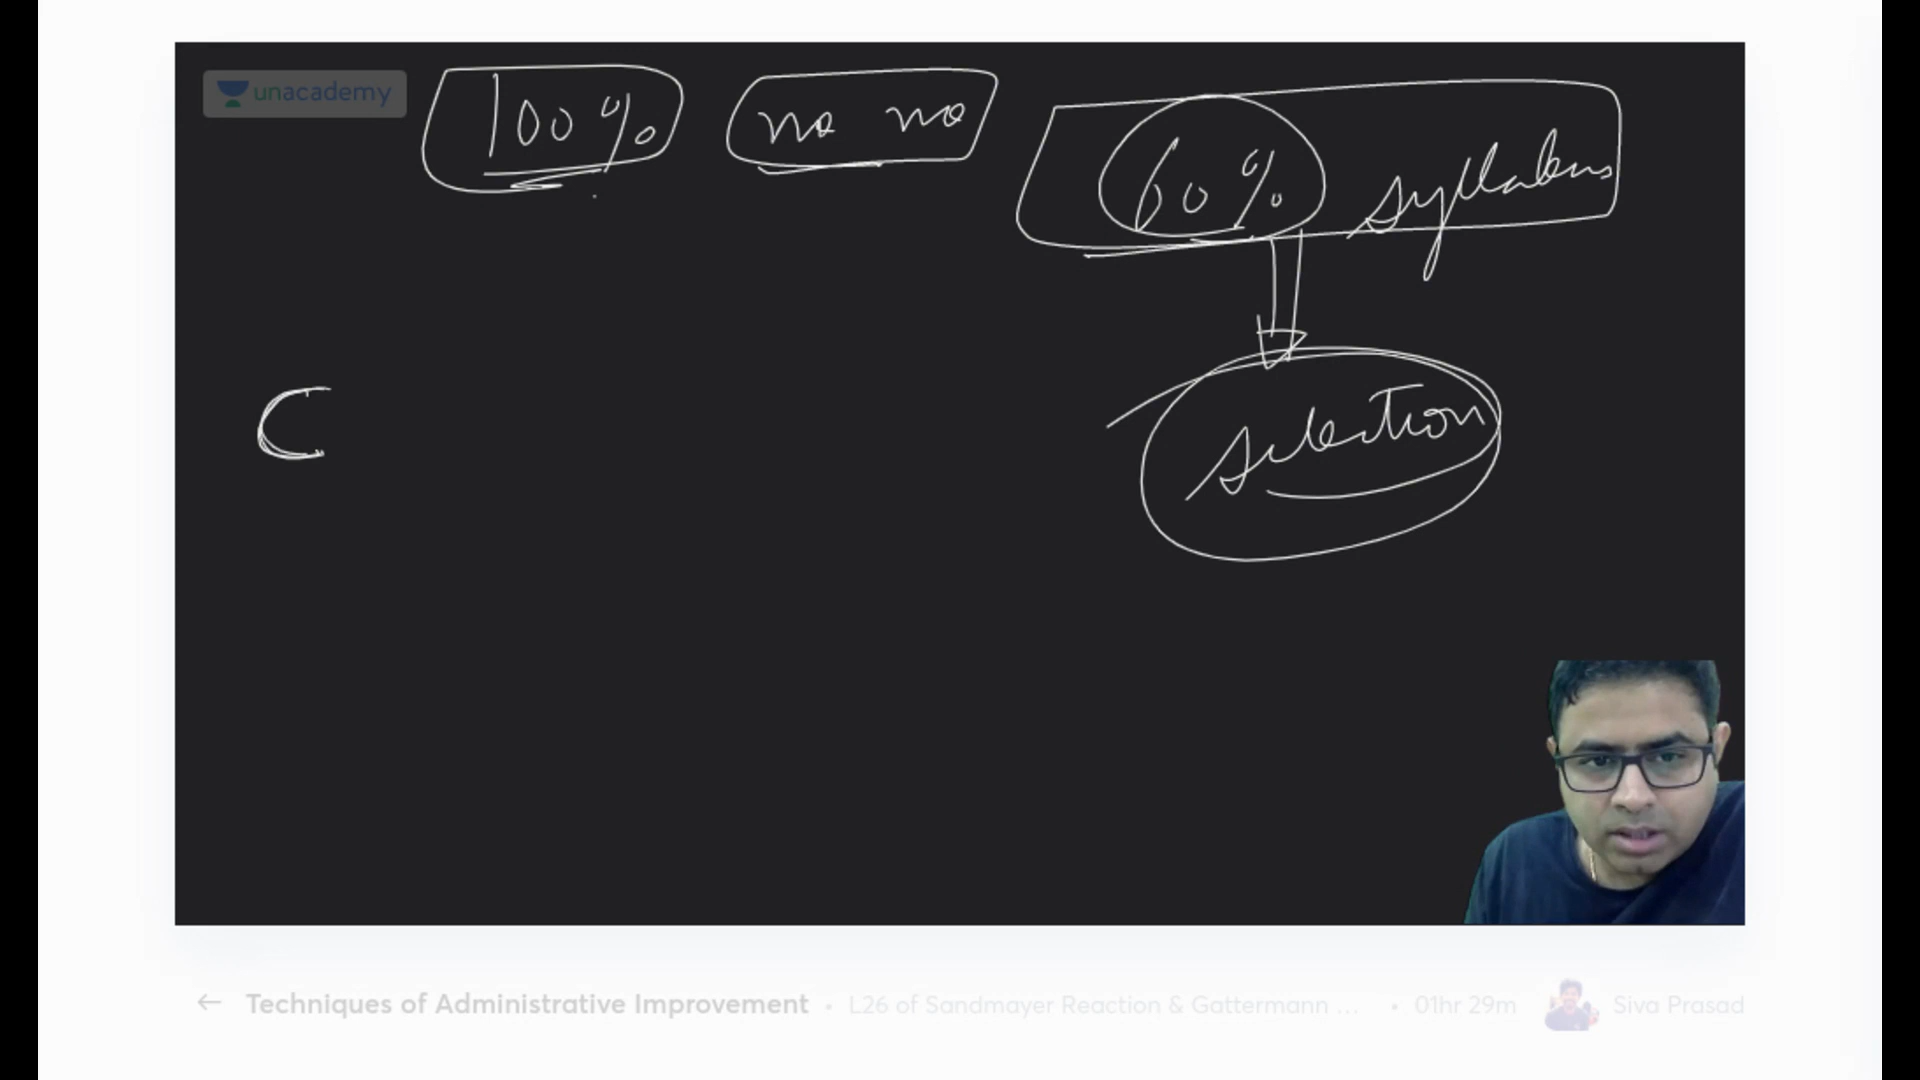 unacademy
100% no no 60% syllabus
selection
C
← Techniques of Administrative Improvement • L26 of Sandmayer Reaction & Gattermann ... • 01hr 29m Siva Prasad